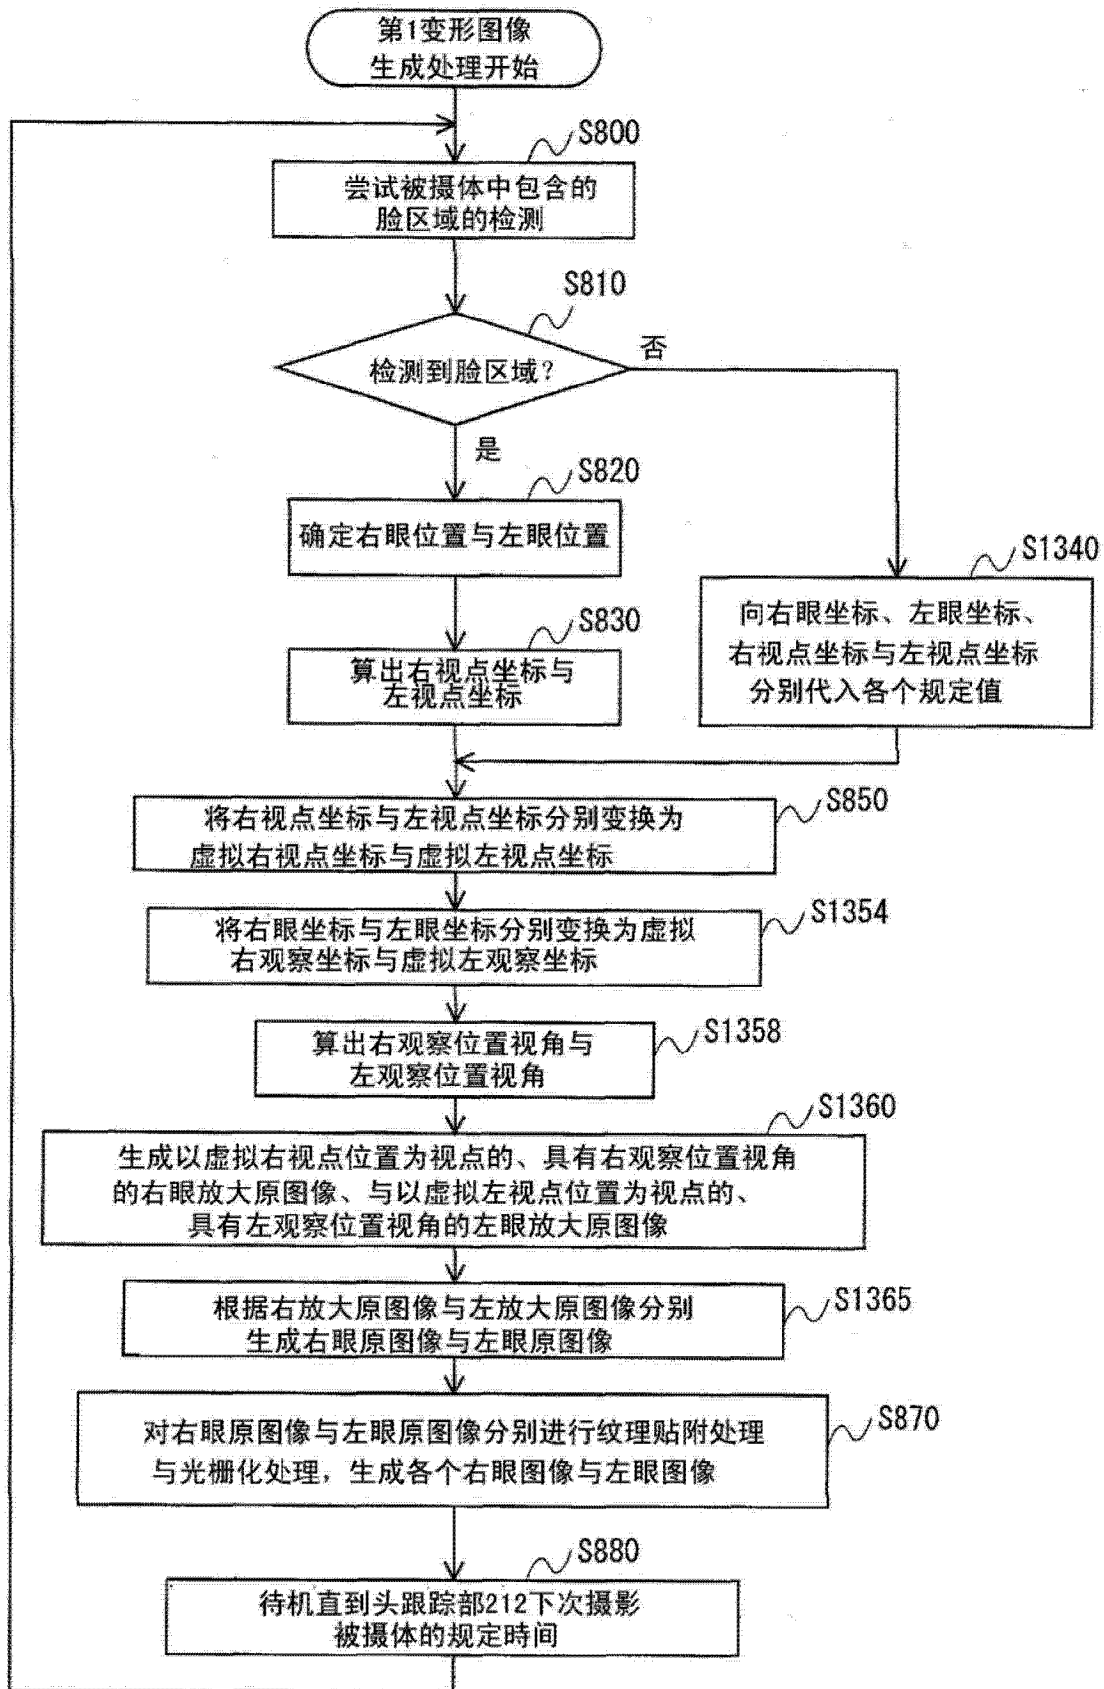 第1变形图像
生成处理开始
S800
尝试被摄体中包含的
脸区域的检测
S810
检测到脸区域？
否
是
S820
确定右眼位置与左眼位置
S1340
向右眼坐标、左眼坐标、
右视点坐标与左视点坐标
分别代入各个规定值
S830
算出右视点坐标与
左视点坐标
S850
将右视点坐标与左视点坐标分别变换为
虚拟右视点坐标与虚拟左视点坐标
S1354
将右眼坐标与左眼坐标分别变换为虚拟
右观察坐标与虚拟左观察坐标
S1358
算出右观察位置视角与
左观察位置视角
S1360
生成以虚拟右视点位置为视点的、具有右观察位置视角
的右眼放大原图像、与以虚拟左视点位置为视点的、
具有左观察位置视角的左眼放大原图像
S1365
根据右放大原图像与左放大原图像分别
生成右眼原图像与左眼原图像
S870
对右眼原图像与左眼原图像分别进行纹理贴附处理
与光栅化处理，生成各个右眼图像与左眼图像
S880
待机直到头跟踪部212下次摄影
被摄体的规定時间